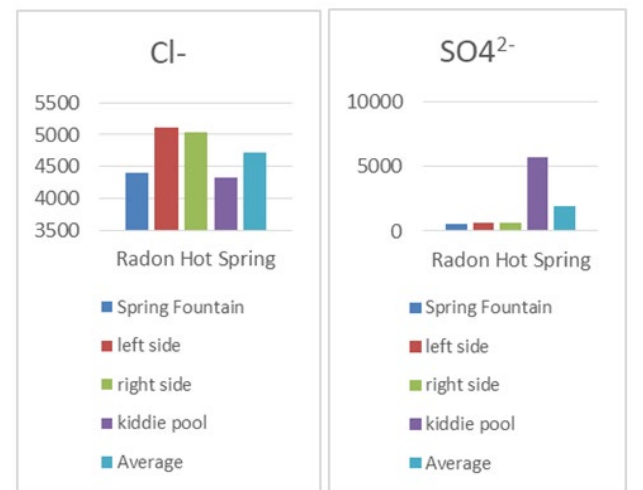 Cl-
5500
5000
4500
4000
3500
Radon Hot Spring
Spring Fountain
left side
right side
kiddie pool
Average
SO4²⁻
10000
5000
0
Radon Hot Spring
Spring Fountain
left side
right side
kiddie pool
Average